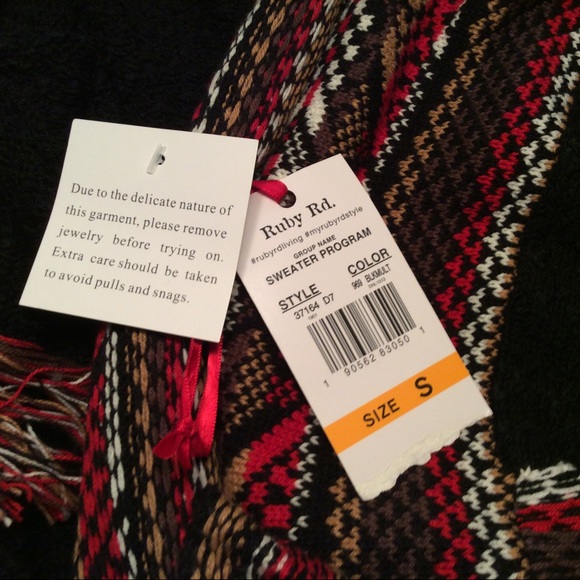 Due to the delicate nature of
this garment, please remove
jewelry before trying on.
Extra care should be taken
to avoid pulls and snags.
Ruby Rd.
#rubyrdliving #myrubyrdstyle
GROUP NAME
SWEATER PROGRAM
STYLE COLOR
37164 D7 969 BLKMULT
1 90562 83050 1
SIZE S